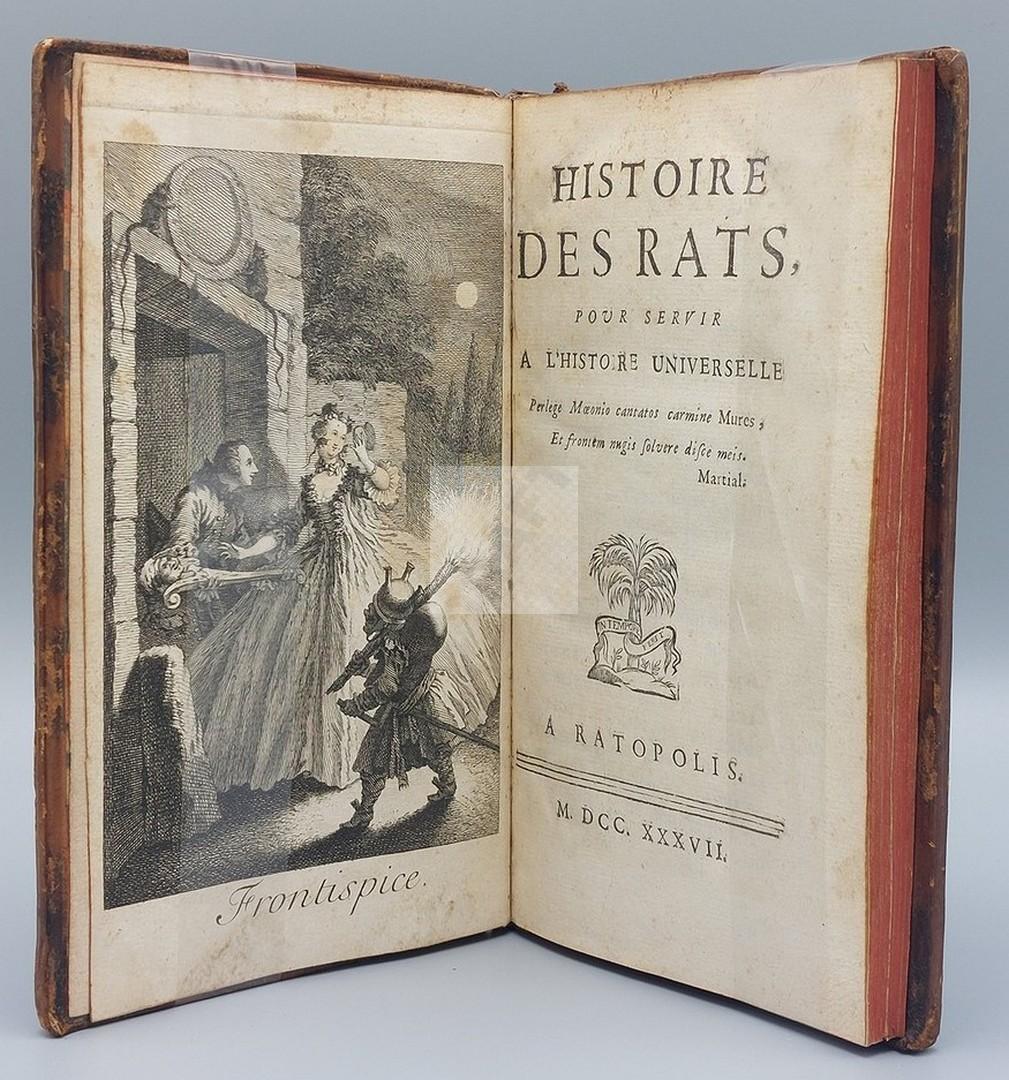 Frontispice.
HISTOIRE
DES RATS,
POUR SERVIR
A L'HISTOIRE UNIVERSELLE
Perlege Mœonio cantatos carmine Mures,
Et frontem nugis ſolvere diſce meis.
Martial.
A RATOPOLIS.
M. DCC. XXXVII.